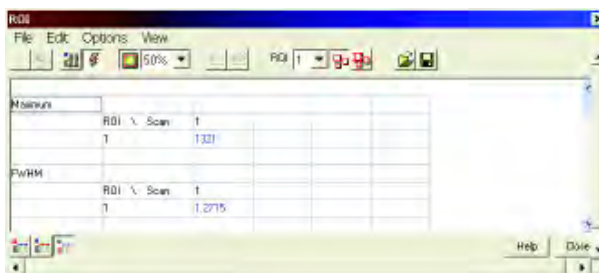 ROI
File Edit Options View
50% ROI 1
Maximum
ROI \ Scan 1
1 1321
FWHM
ROI \ Scan 1
1 1.2715
Help Close